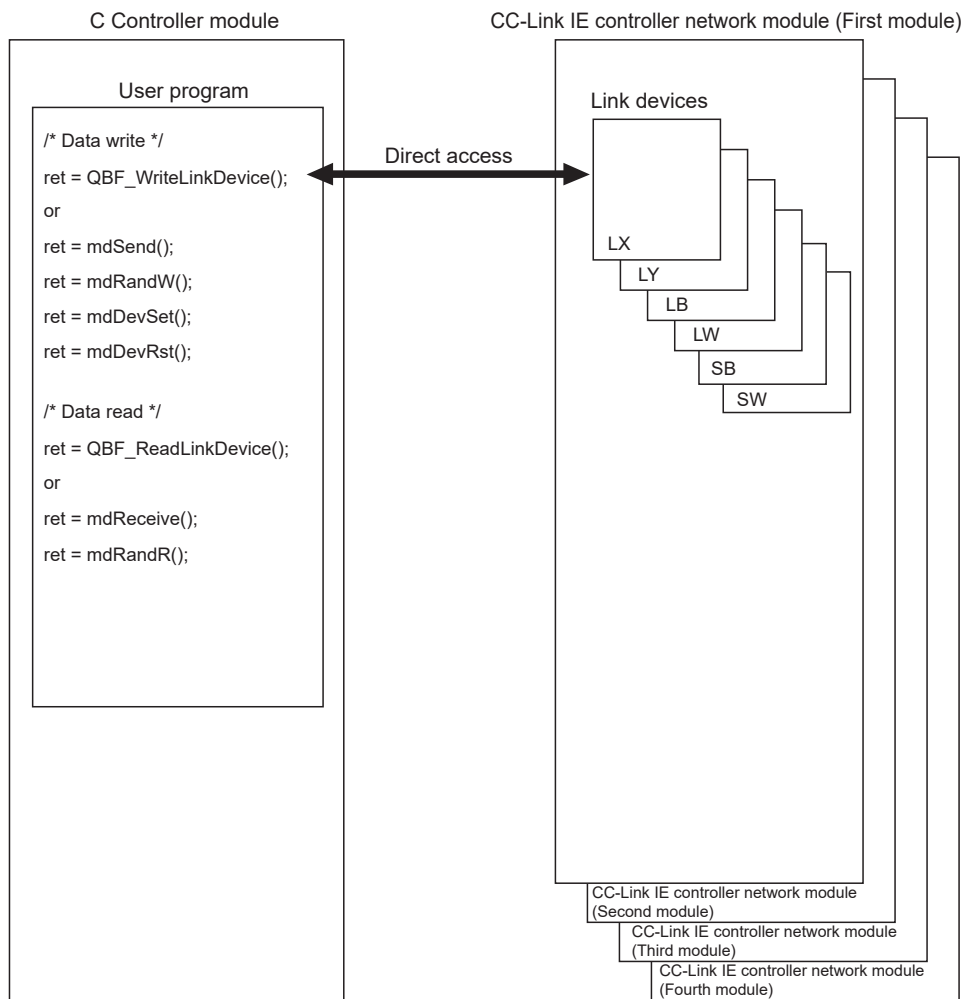 C Controller module
User program
/* Data write */
ret = QBF_WriteLinkDevice();
or
ret = mdSend();
ret = mdRandW();
ret = mdDevSet();
ret = mdDevRst();
/* Data read */
ret = QBF_ReadLinkDevice();
or
ret = mdReceive();
ret = mdRandR();
Direct access
CC-Link IE controller network module (First module)
Link devices
LX
LY
LB
LW
SB
SW
CC-Link IE controller network module
(Second module)
CC-Link IE controller network module
(Third module)
CC-Link IE controller network module
(Fourth module)